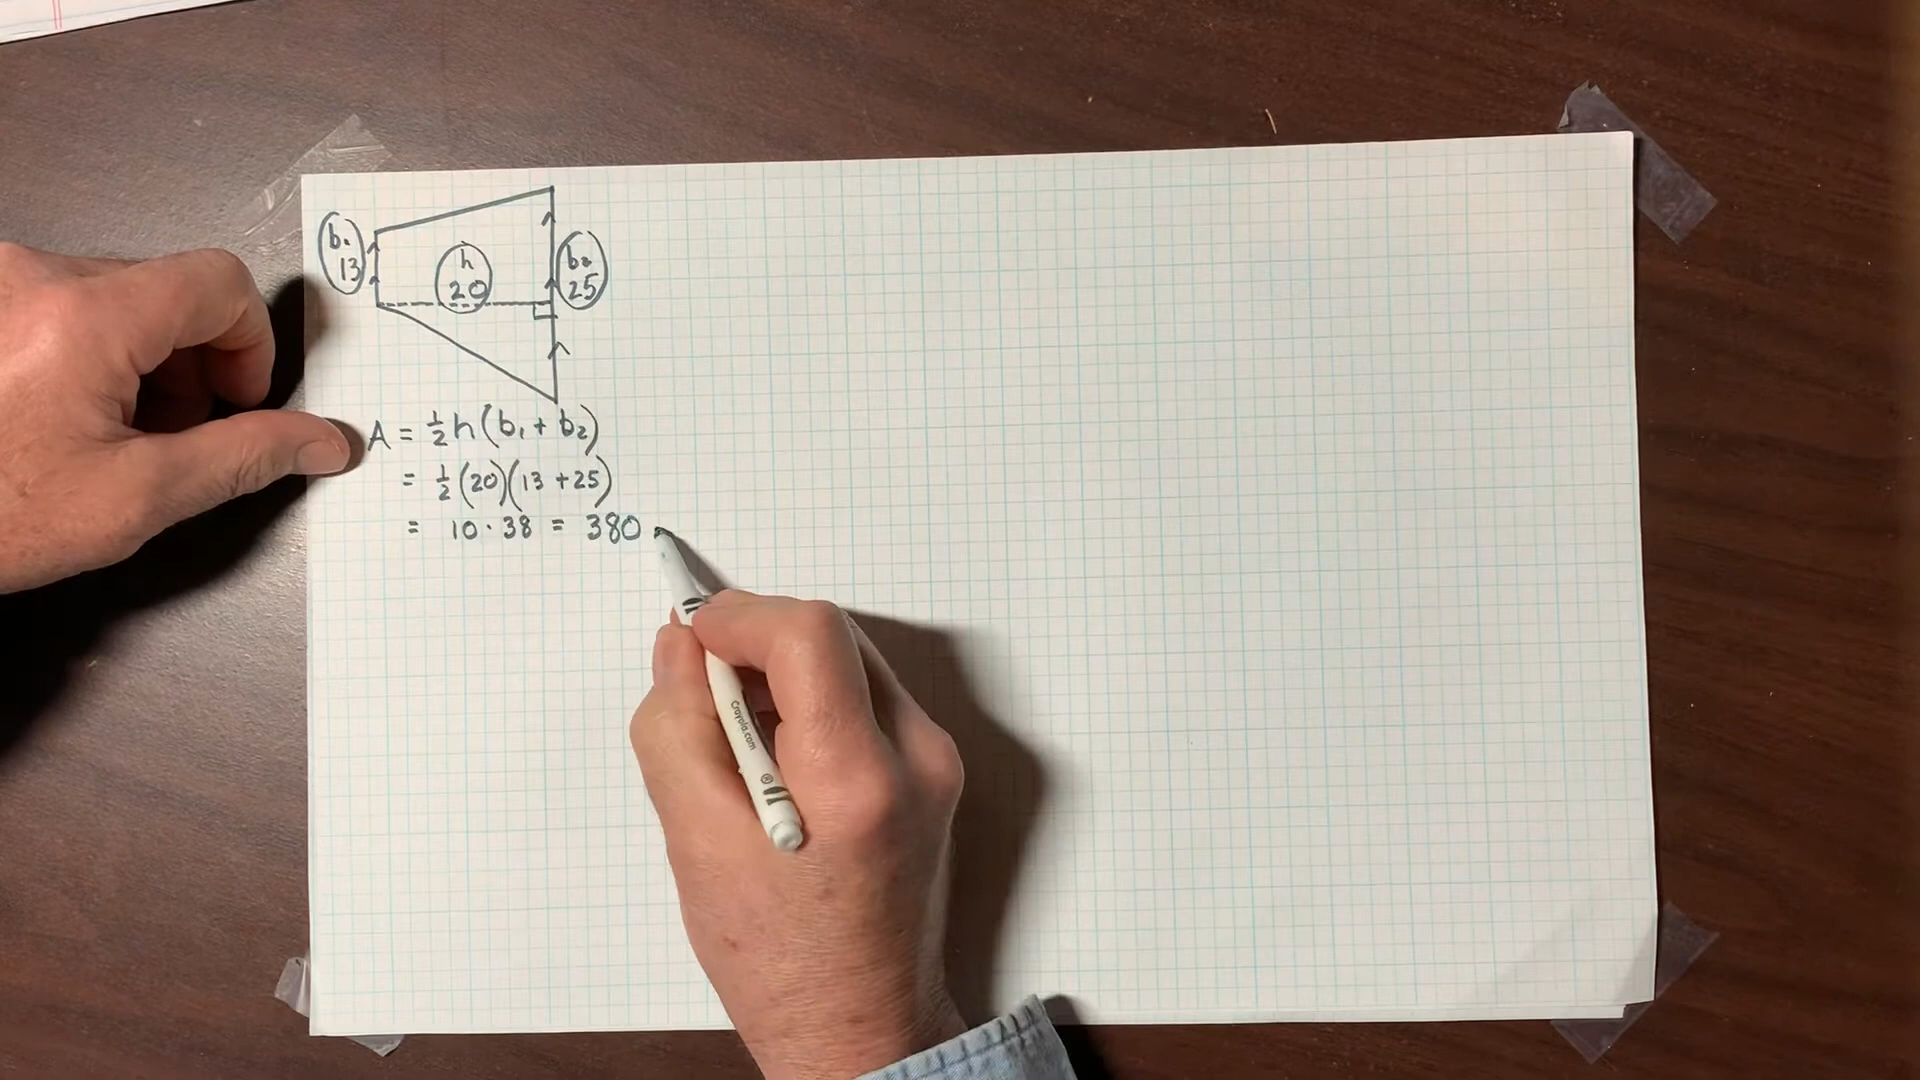 b₁
13
h
20
b₂
25
A = ½h(b₁ + b₂)
= ½(20)(13 + 25)
= 10 · 38 = 380
Crayola.com
®